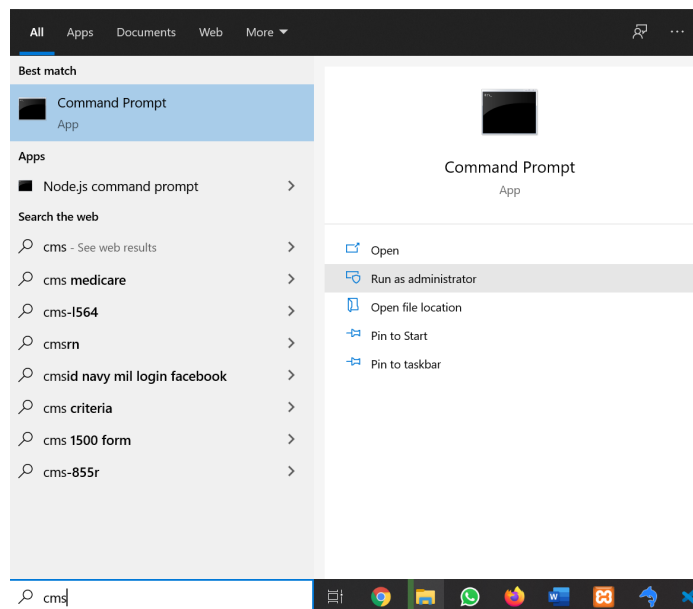 All Apps Documents Web More
Best match
Command Prompt
App
Apps
Node.js command prompt
Search the web
cms - See web results
cms medicare
cms-l564
cmsrn
cmsid navy mil login facebook
cms criteria
cms 1500 form
cms-855r
cms
Command Prompt
App
Open
Run as administrator
Open file location
Pin to Start
Pin to taskbar
W